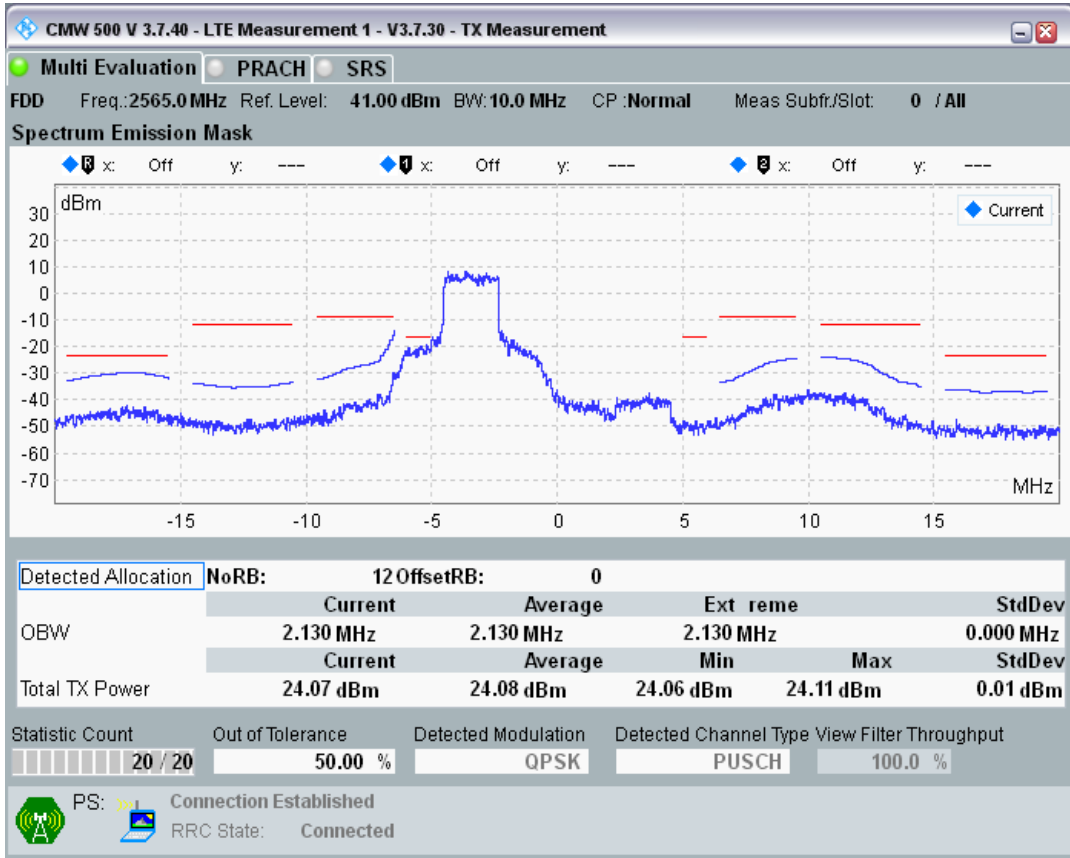 CMW 500 V 3.7.40 - LTE Measurement 1 - V3.7.30 - TX Measurement
Multi Evaluation PRACH SRS
FDD Freq.:2565.0 MHz Ref. Level: 41.00 dBm BW: 10.0 MHz CP :Normal Meas Subfr./Slot: 0 / All
Spectrum Emission Mask
R x: Off y: --- 1 x: Off y: --- 2 x: Off y: ---
dBm
Current
30
20
10
0
-10
-20
-30
-40
-50
-60
-70
MHz
-15 -10 -5 0 5 10 15
Detected Allocation NoRB: 12 OffsetRB: 0
Current Average Ext reme StdDev
OBW 2.130 MHz 2.130 MHz 2.130 MHz 0.000 MHz
Current Average Min Max StdDev
Total TX Power 24.07 dBm 24.08 dBm 24.06 dBm 24.11 dBm 0.01 dBm
Statistic Count Out of Tolerance Detected Modulation Detected Channel Type View Filter Throughput
20 / 20 50.00 % QPSK PUSCH 100.0 %
PS: Connection Established
RRC State: Connected